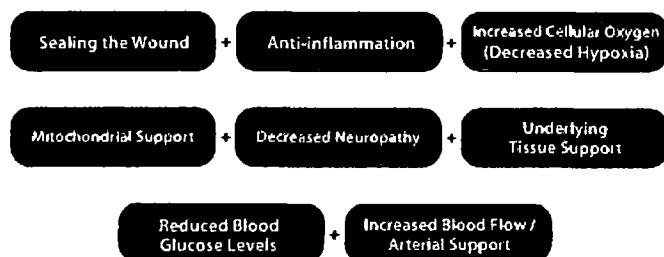 Sealing the Wound + Anti-inflammation + Increased Cellular Oxygen
(Decreased Hypoxia)
Mitochondrial Support + Decreased Neuropathy + Underlying
Tissue Support
Reduced Blood
Glucose Levels + Increased Blood Flow /
Arterial Support